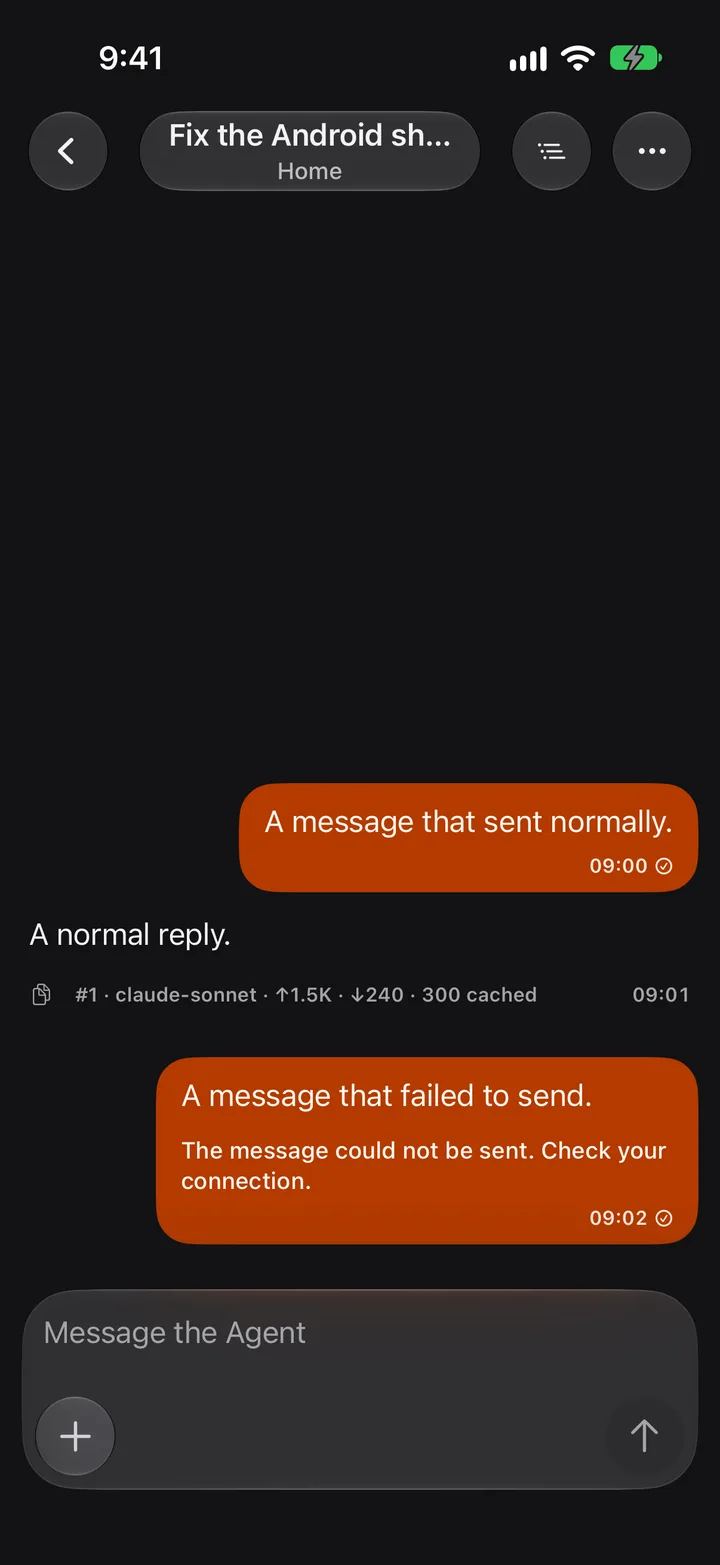 9:41
Fix the Android sh...
Home
A message that sent normally.
09:00
A normal reply.
#1 · claude-sonnet · ↑1.5K · ↓240 · 300 cached 09:01
A message that failed to send.
The message could not be sent. Check your
connection.
09:02
Message the Agent